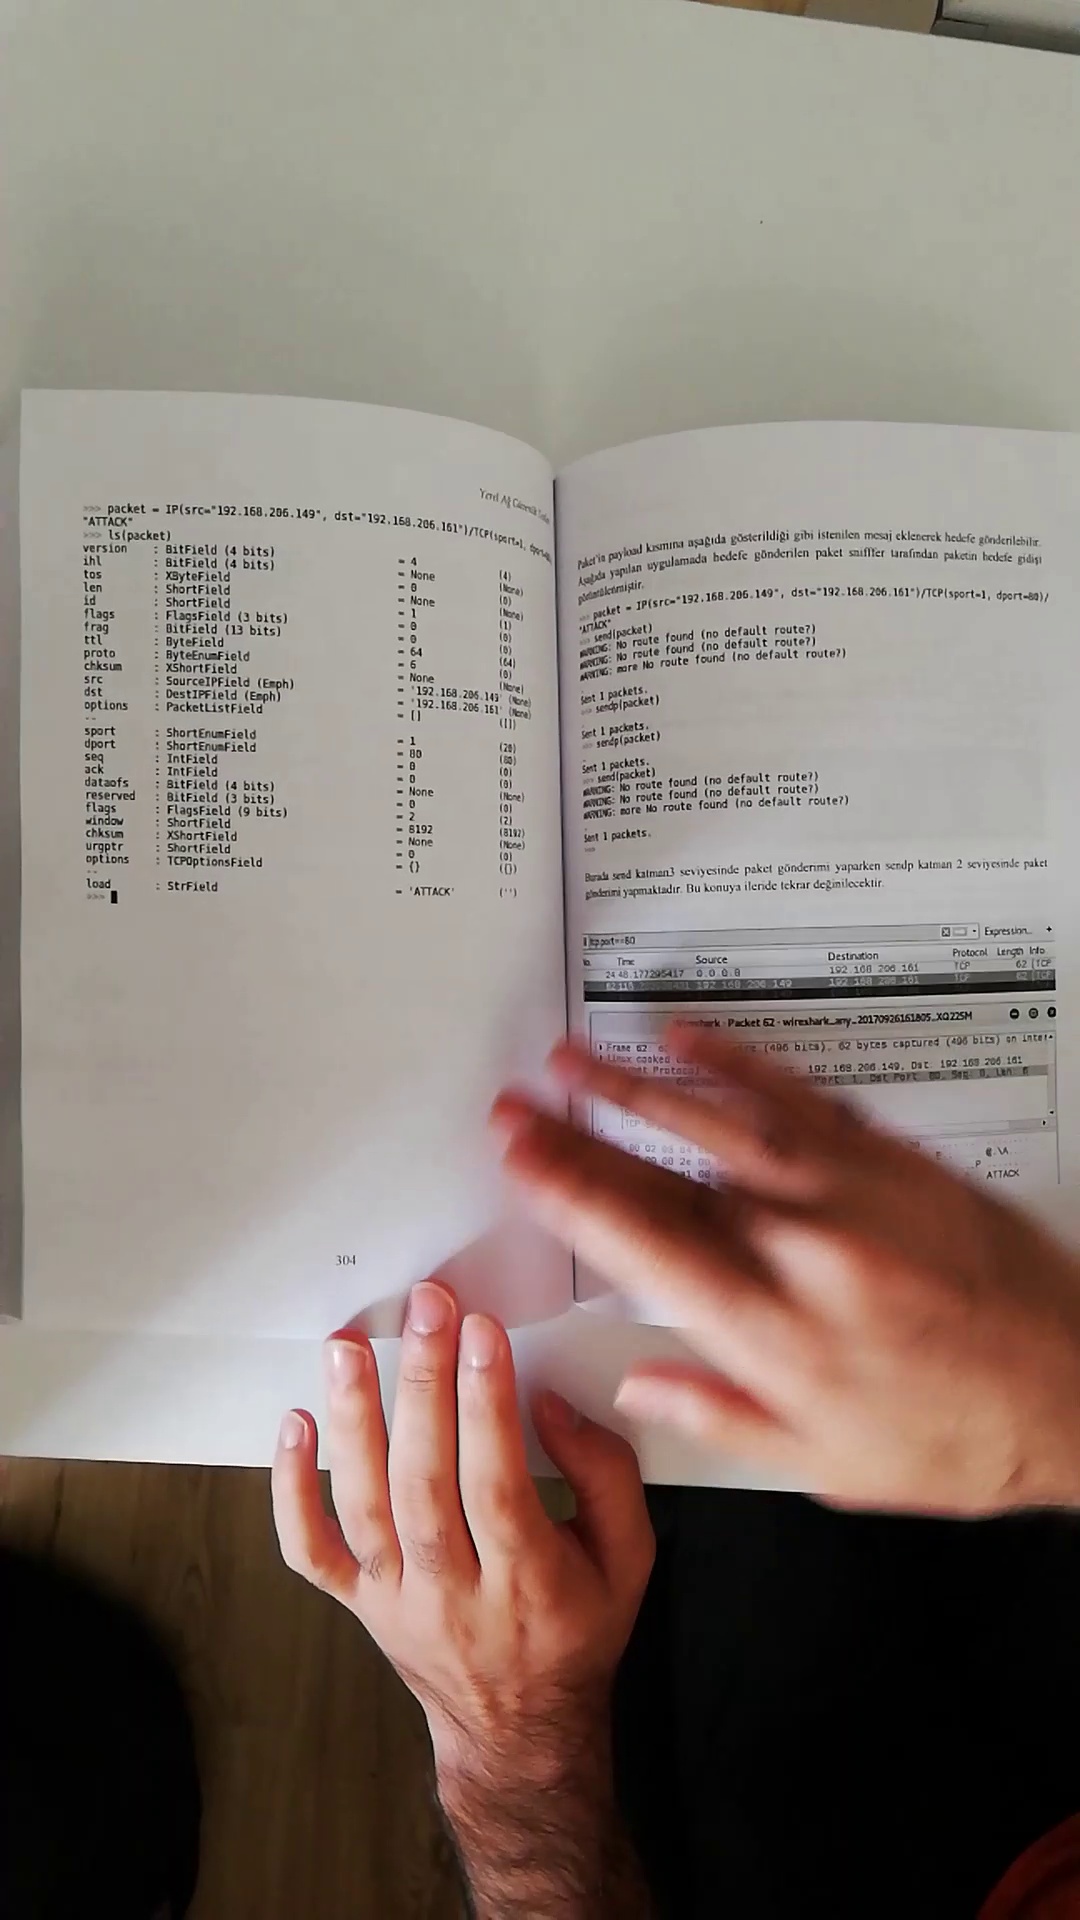 Yerel Ağ Güvenlik
>>> packet = IP(src="192.168.206.149", dst="192.168.206.161")/TCP(sport=1, dport=80)/
"ATTACK"
>>> ls(packet)
version : BitField (4 bits) = 4 (4)
ihl : BitField (4 bits) = None (None)
tos : XByteField = 0 (0)
len : ShortField = None (None)
id : ShortField = 1 (1)
flags : FlagsField (3 bits) = 0 (0)
frag : BitField (13 bits) = 0 (0)
ttl : ByteField = 64 (64)
proto : ByteEnumField = 6 (0)
chksum : XShortField = None (None)
src : SourceIPField (Emph) = '192.168.206.149' (None)
dst : DestIPField (Emph) = '192.168.206.161' (None)
options : PacketListField = [] ([])
--
sport : ShortEnumField = 1 (20)
dport : ShortEnumField = 80 (80)
seq : IntField = 0 (0)
ack : IntField = 0 (0)
dataofs : BitField (4 bits) = None (None)
reserved : BitField (3 bits) = 0 (0)
flags : FlagsField (9 bits) = 2 (2)
window : ShortField = 8192 (8192)
chksum : XShortField = None (None)
urgptr : ShortField = 0 (0)
options : TCPOptionsField = {} ({})
--
load : StrField = 'ATTACK' ('')
>>>
304
Paket'in payload kısmına aşağıda gösterildiği gibi istenilen mesaj eklenerek hedefe gönderilebilir.
Aşağıda yapılan uygulamada hedefe gönderilen paket sniffer tarafından paketin hedefe gidişi
görüntülenmiştir.
>>> packet = IP(src="192.168.206.149", dst="192.168.206.161")/TCP(sport=1, dport=80)/
"ATTACK"
>>> send(packet)
WARNING: No route found (no default route?)
WARNING: No route found (no default route?)
WARNING: more No route found (no default route?)
.
Sent 1 packets.
>>> sendp(packet)
.
Sent 1 packets.
>>> sendp(packet)
.
Sent 1 packets.
>>> send(packet)
WARNING: No route found (no default route?)
WARNING: No route found (no default route?)
WARNING: more No route found (no default route?)
.
Sent 1 packets.
>>>
Burada send katman3 seviyesinde paket gönderimi yaparken sendp katman 2 seviyesinde paket
gönderimi yapmaktadır. Bu konuya ileride tekrar değinilecektir.
tcp.port==80 Expression... +
No. Time Source Destination Protocol Length Info
24 48.177295417 0.0.0.0 192.168.206.161 TCP 62 [TCP
62 192.168.206.149 192.168.206.161 TCP 62 [TCP
Wireshark · Packet 62 · wireshark_any_20170926161805_XQ225M
Frame 62: (496 bits), 62 bytes captured (496 bits) on inter
Linux cooked
Protocol 192.168.206.149, Dst: 192.168.206.161
Port: 1, Dst Port: 80, Seq: 0, Len: 6
[TCP
00 02 03 04
00 2e 00 E.. @.\A
00 ..P
ATTACK